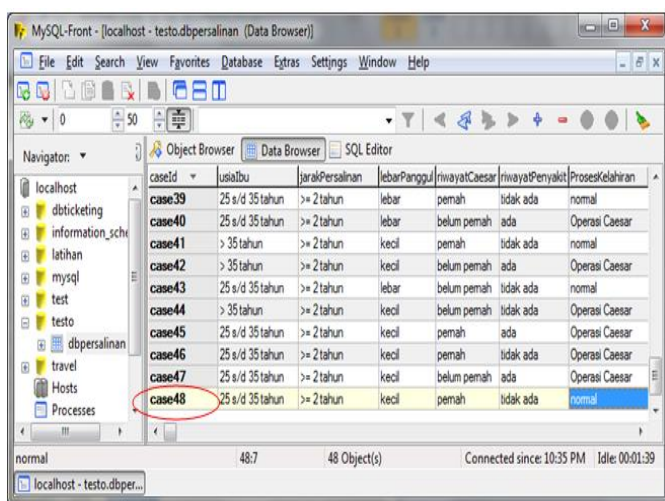 MySQL-Front - [localhost - testo.dbpersalinan (Data Browser)]
File Edit Search View Favorites Database Extras Settings Window Help
0 50
Navigator: Object Browser Data Browser SQL Editor
localhost
dbticketing
information_sche
latihan
mysql
test
testo
dbpersalinan
travel
Hosts
Processes
caseId usiaIbu jarakPersalinan lebarPanggul riwayatCaesar riwayatPenyakit ProsesKelahiran
case39 25 s/d 35 tahun >= 2 tahun lebar pernah tidak ada normal
case40 25 s/d 35 tahun >= 2 tahun lebar belum pernah ada Operasi Caesar
case41 > 35 tahun >= 2 tahun kecil pernah tidak ada normal
case42 > 35 tahun >= 2 tahun kecil belum pernah ada Operasi Caesar
case43 25 s/d 35 tahun >= 2 tahun lebar belum pernah tidak ada normal
case44 > 35 tahun >= 2 tahun kecil belum pernah tidak ada Operasi Caesar
case45 25 s/d 35 tahun >= 2 tahun kecil pernah ada Operasi Caesar
case46 25 s/d 35 tahun >= 2 tahun kecil pernah tidak ada Operasi Caesar
case47 25 s/d 35 tahun >= 2 tahun kecil belum pernah ada Operasi Caesar
case48 25 s/d 35 tahun >= 2 tahun kecil pernah tidak ada normal
normal 48:7 48 Object(s) Connected since: 10:35 PM Idle: 00:01:39
localhost - testo.dbper...